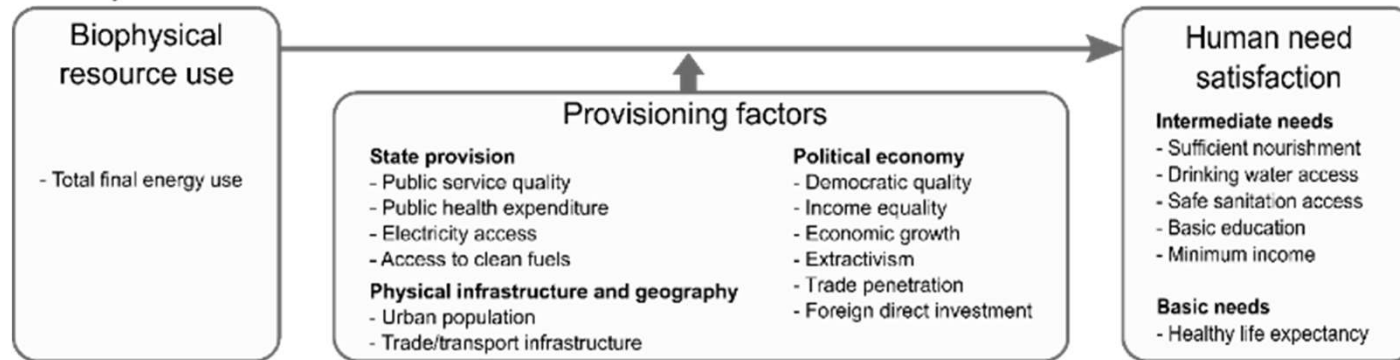 Biophysical
resource use
- Total final energy use
Provisioning factors
State provision
- Public service quality
- Public health expenditure
- Electricity access
- Access to clean fuels
Physical infrastructure and geography
- Urban population
- Trade/transport infrastructure
Political economy
- Democratic quality
- Income equality
- Economic growth
- Extractivism
- Trade penetration
- Foreign direct investment
Human need
satisfaction
Intermediate needs
- Sufficient nourishment
- Drinking water access
- Safe sanitation access
- Basic education
- Minimum income
Basic needs
- Healthy life expectancy